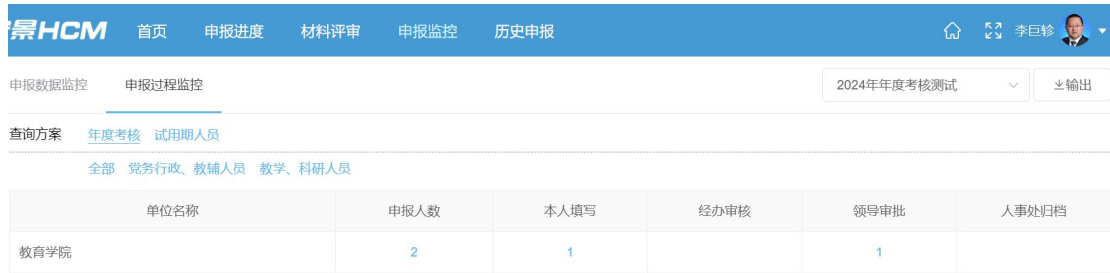 景HCM 首页 申报进度 材料评审 申报监控 历史申报 李巨轸
申报数据监控 申报过程监控 2024年年度考核测试 输出
查询方案 年度考核 试用期人员
全部 党务行政、教辅人员 教学、科研人员
单位名称 申报人数 本人填写 经办审核 领导审批 人事处归档
教育学院 2 1 1